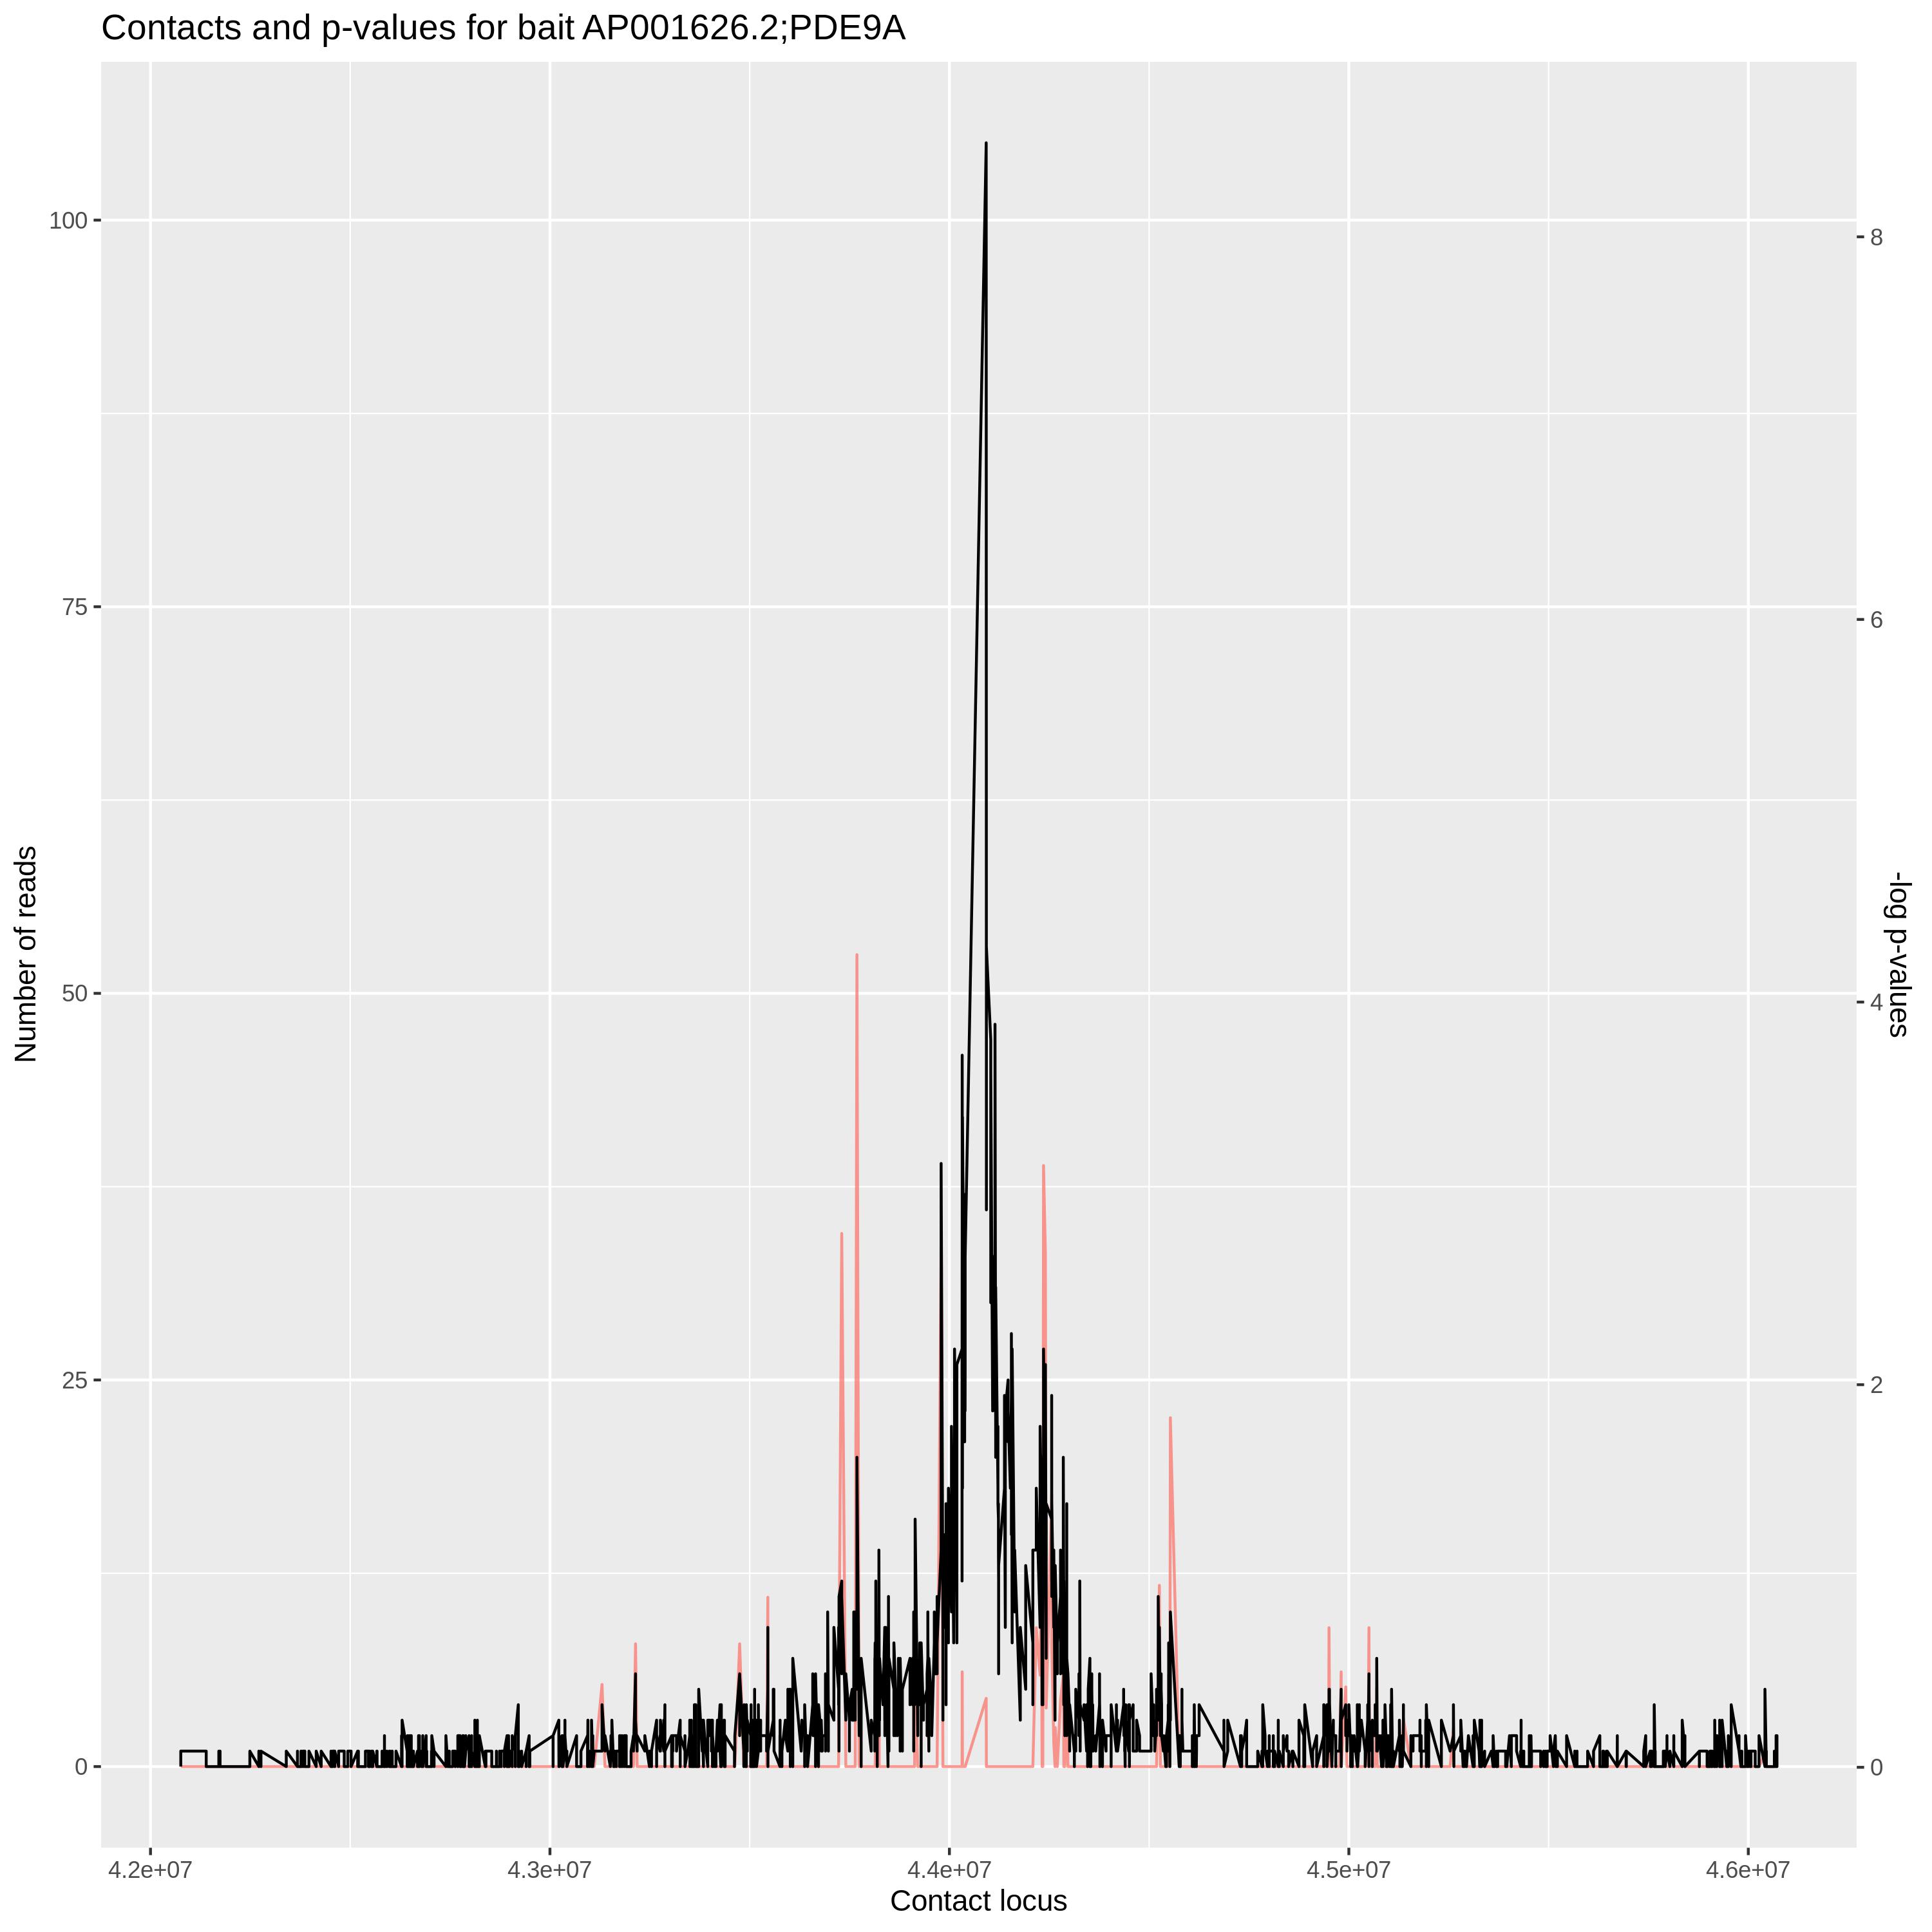 Contacts and p-values for bait AP001626.2;PDE9A
100
75
50
25
0
Number of reads
8
6
4
2
0
-log p-values
4.2e+07 4.3e+07 4.4e+07 4.5e+07 4.6e+07
Contact locus